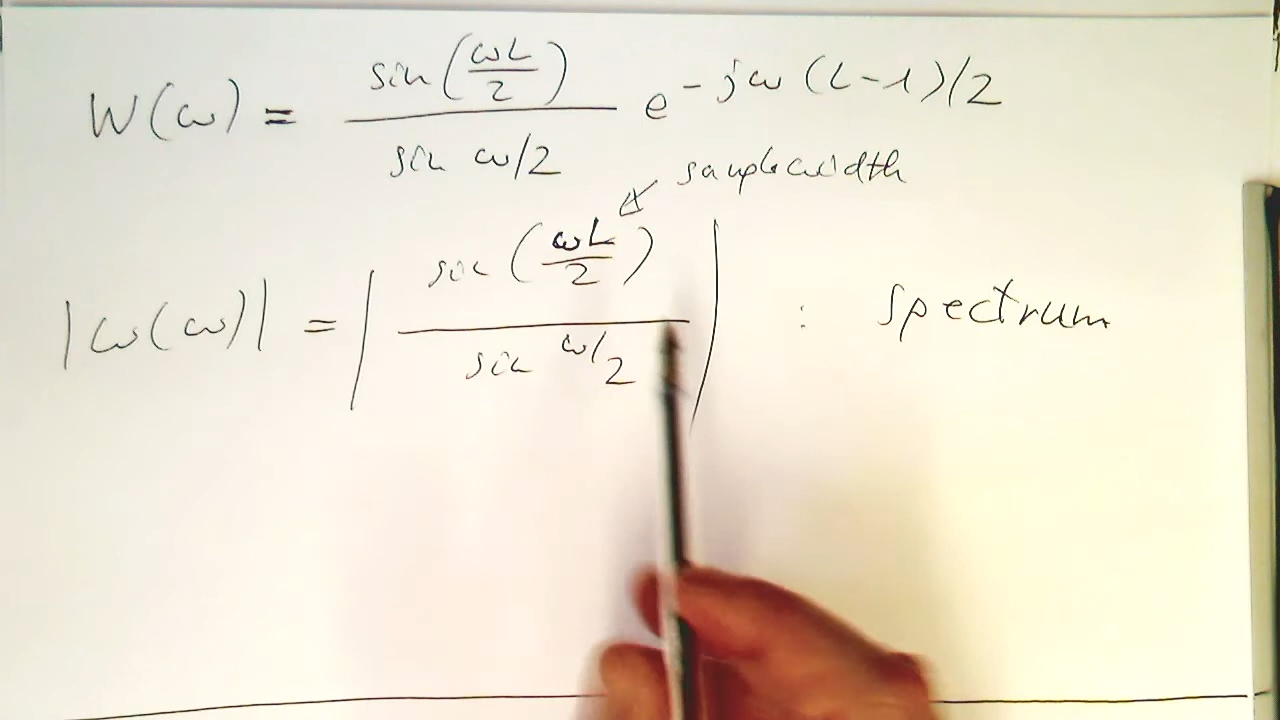 W(ω) = sin(ωL/2) / sin ω/2 e^-jω(L-1)/2
samplewidth
|W(ω)| = | sin(ωL/2) / sin ω/2 | : spectrum